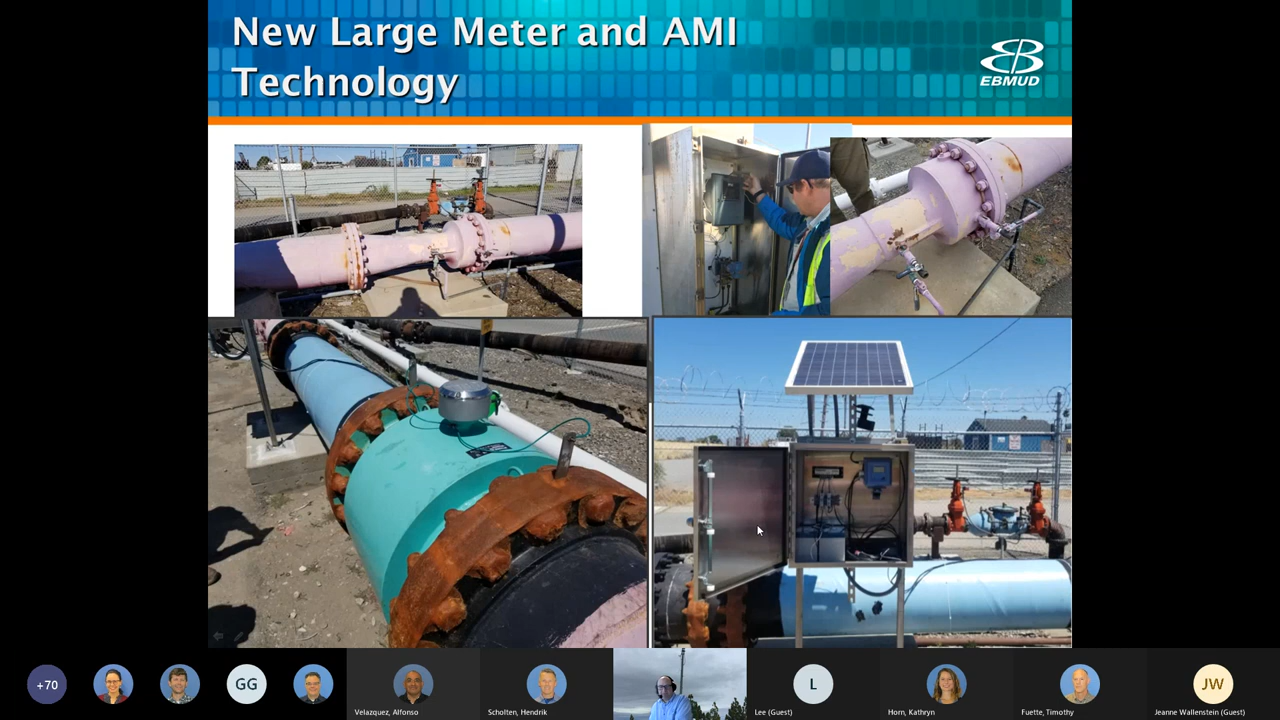 New Large Meter and AMI
Technology
EBMUD
+70
GG
L
JW
Velazquez, Alfonso
Scholten, Hendrik
Lee (Guest)
Horn, Kathryn
Fuette, Timothy
Jeanne Wallenstein (Guest)